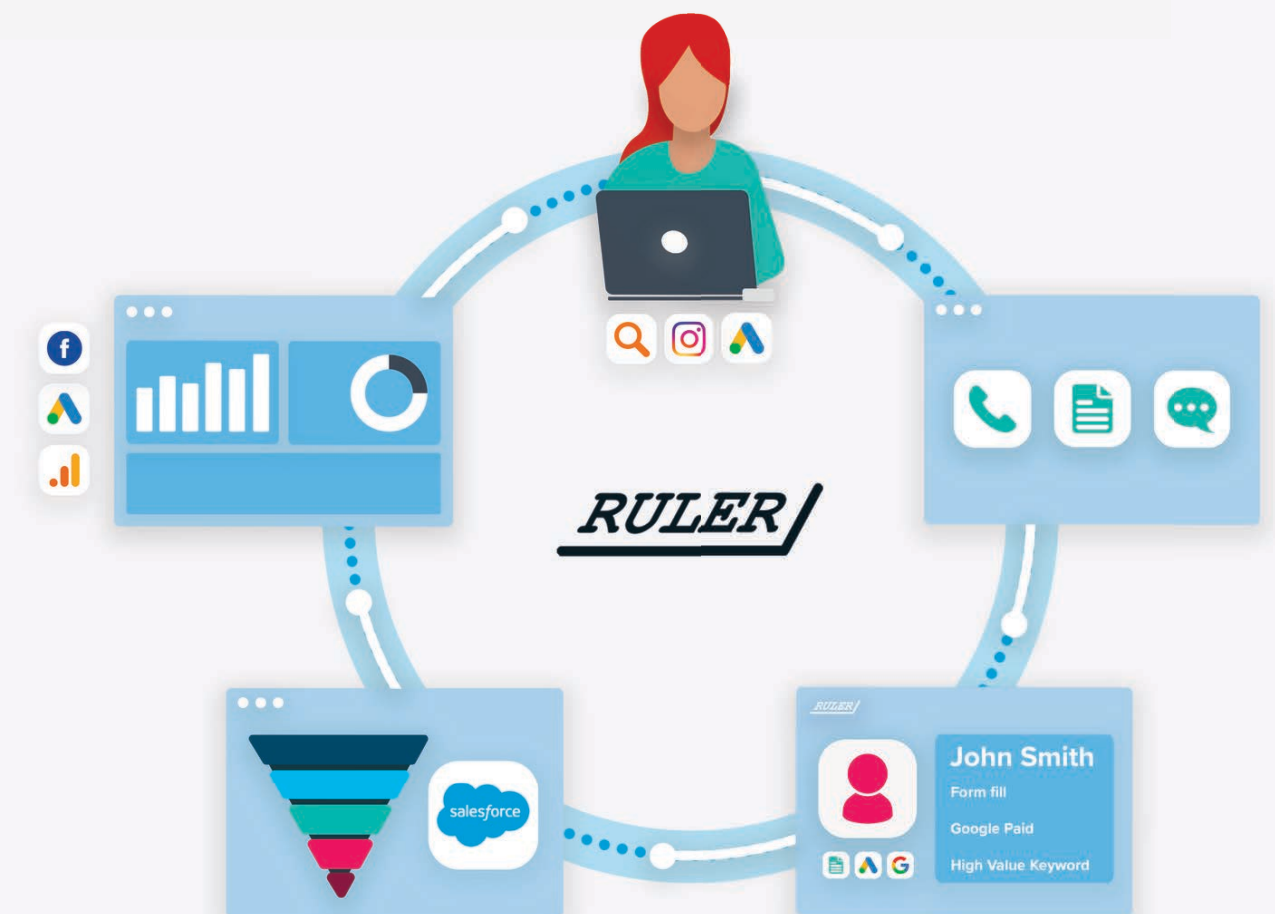 RULER
RULER
John Smith
Form fill
Google Paid
High Value Keyword
salesforce